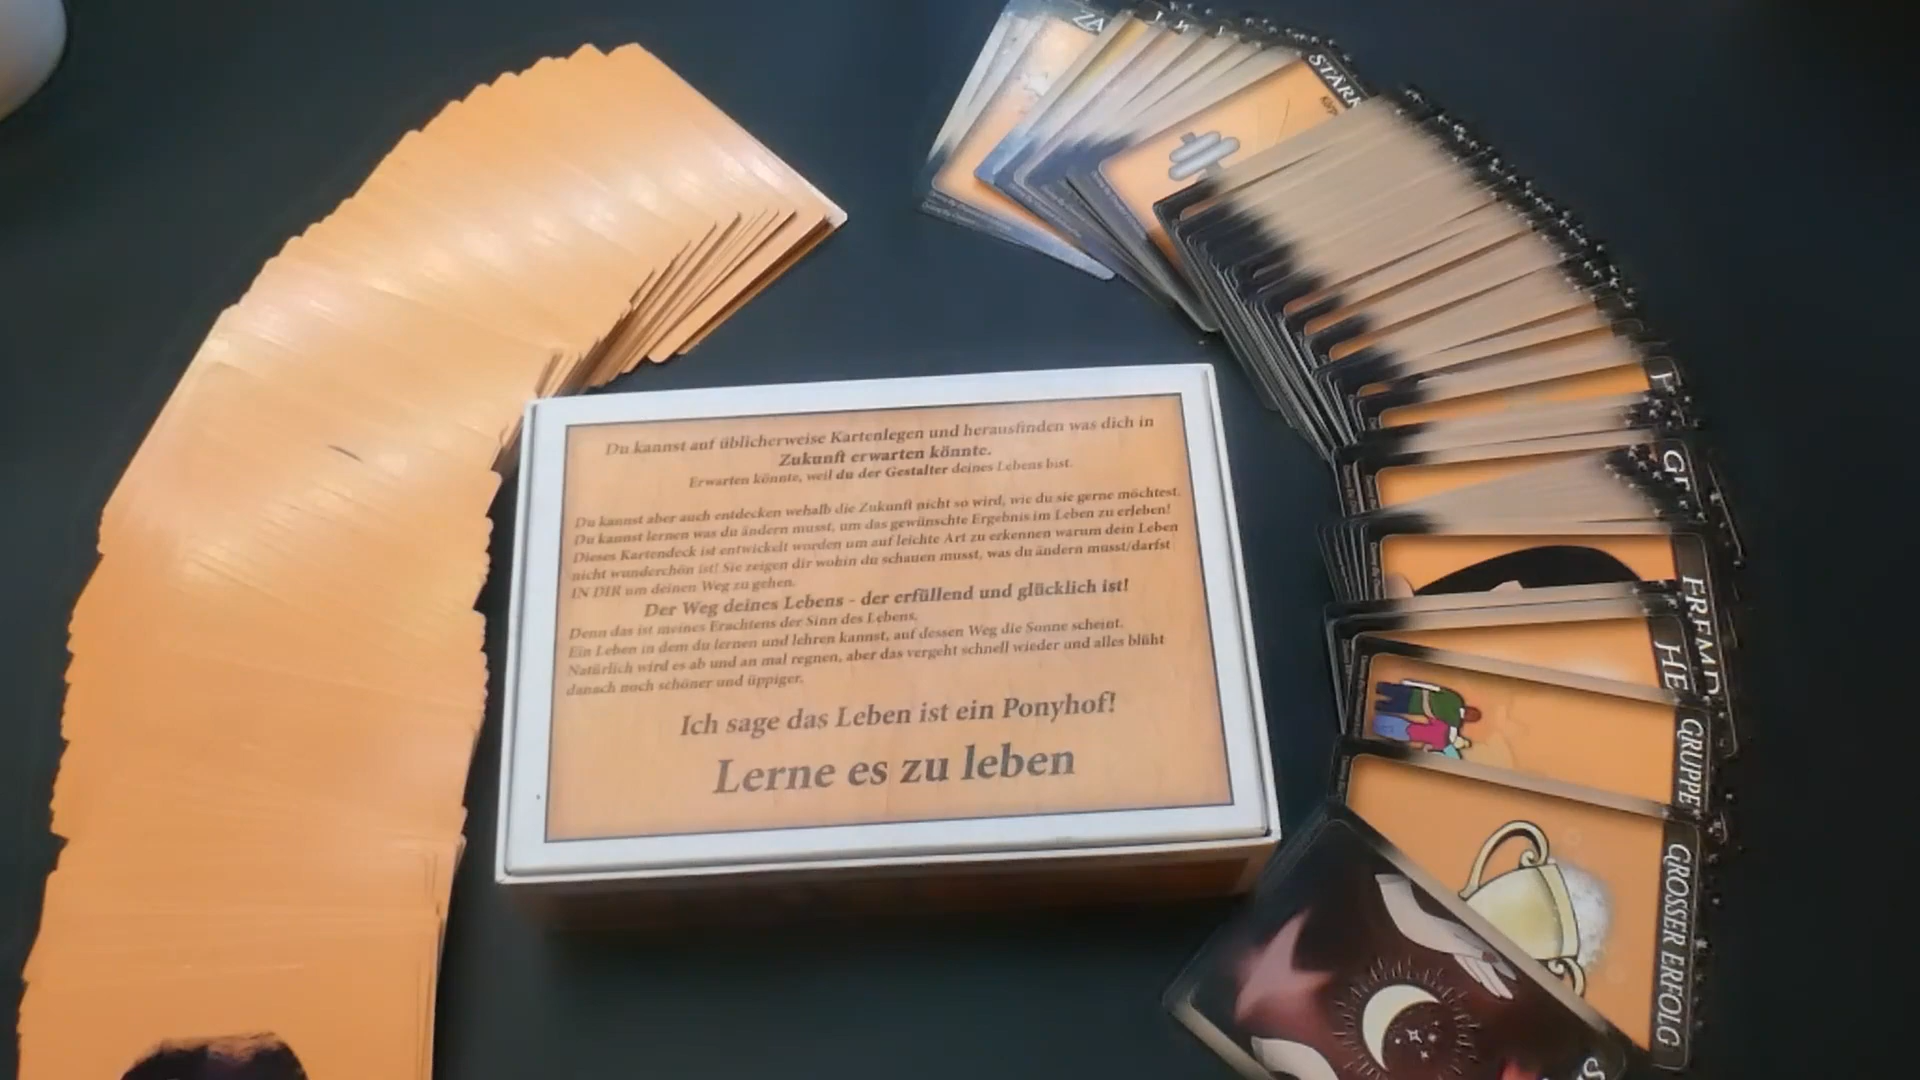 Du kannst auf üblicherweise Kartenlegen und herausfinden was dich in
Zukunft erwarten könnte.
Erwarten könnte, weil du der Gestalter deines Lebens bist.
Du kannst aber auch entdecken wehalb die Zukunft nicht so wird, wie du sie gerne möchtest.
Du kannst lernen was du ändern musst, um das gewünschte Ergebnis im Leben zu erleben!
Dieses Kartendeck ist entwickelt worden um auf leichte Art zu erkennen warum dein Leben
nicht wunderchön ist! Sie zeigen dir wohin du schauen musst, was du ändern musst/darfst
IN DIR um deinen Weg zu gehen.
Der Weg deines Lebens - der erfüllend und glücklich ist!
Denn das ist meines Erachtens der Sinn des Lebens,
Ein Leben in dem du lernen und lehren kannst, auf dessen Weg die Sonne scheint.
Natürlich wird es ab und an mal regnen, aber das vergeht schnell wieder und alles blüht
danach noch schöner und üppiger.
Ich sage das Leben ist ein Ponyhof!
Lerne es zu leben
GRUPPE
GROSSER ERFOLG